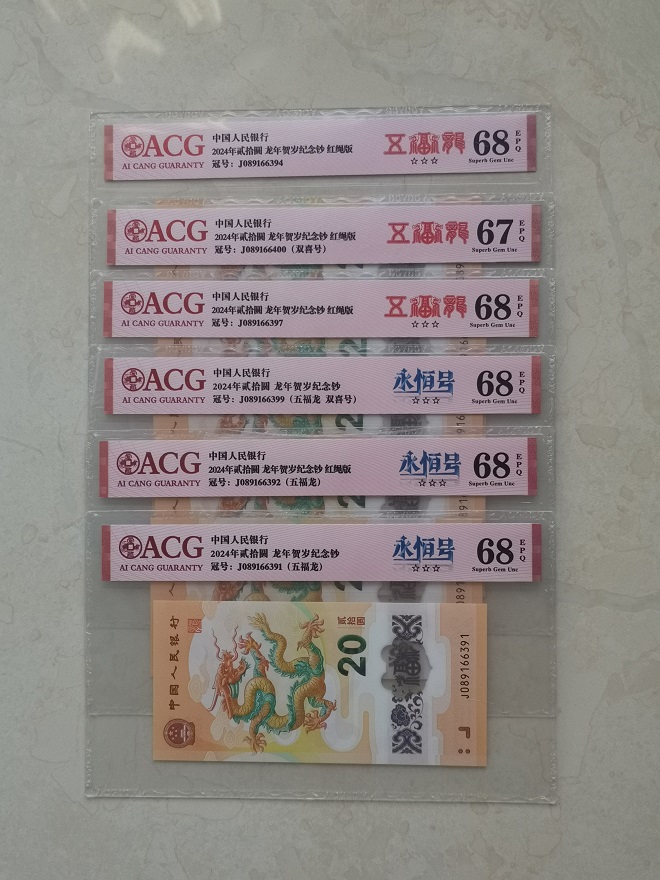 ACG
AI CANG GUARANTY
中国人民银行
2024年贰拾圆 龙年贺岁纪念钞 红绳版
冠号：J089166394
五福龍
☆☆☆
68
EPQ
Superb Gem Unc
ACG
AI CANG GUARANTY
中国人民银行
2024年贰拾圆 龙年贺岁纪念钞 红绳版
冠号：J089166400（双喜号）
五福龍
67
EPQ
Superb Gem Unc
ACG
AI CANG GUARANTY
中国人民银行
2024年贰拾圆 龙年贺岁纪念钞 红绳版
冠号：J089166397
五福龍
☆☆☆
68
EPQ
Superb Gem Unc
ACG
AI CANG GUARANTY
中国人民银行
2024年贰拾圆 龙年贺岁纪念钞
冠号：J089166399（五福龙 双喜号）
永恒号
☆☆☆
68
EPQ
Superb Gem Unc
ACG
AI CANG GUARANTY
中国人民银行
2024年贰拾圆 龙年贺岁纪念钞 红绳版
冠号：J089166392（五福龙）
永恒号
☆☆☆
68
EPQ
Superb Gem Unc
ACG
AI CANG GUARANTY
中国人民银行
2024年贰拾圆 龙年贺岁纪念钞
冠号：J089166391（五福龙）
永恒号
☆☆☆
68
EPQ
Superb Gem Unc
中国人民银行
贰拾圆
20
J089166391